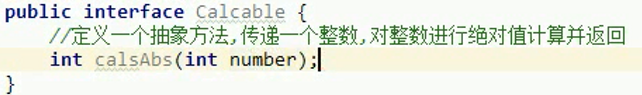 public interface Calcable {
//定义一个抽象方法,传递一个整数,对整数进行绝对值计算并返回
int calsAbs(int number);
}